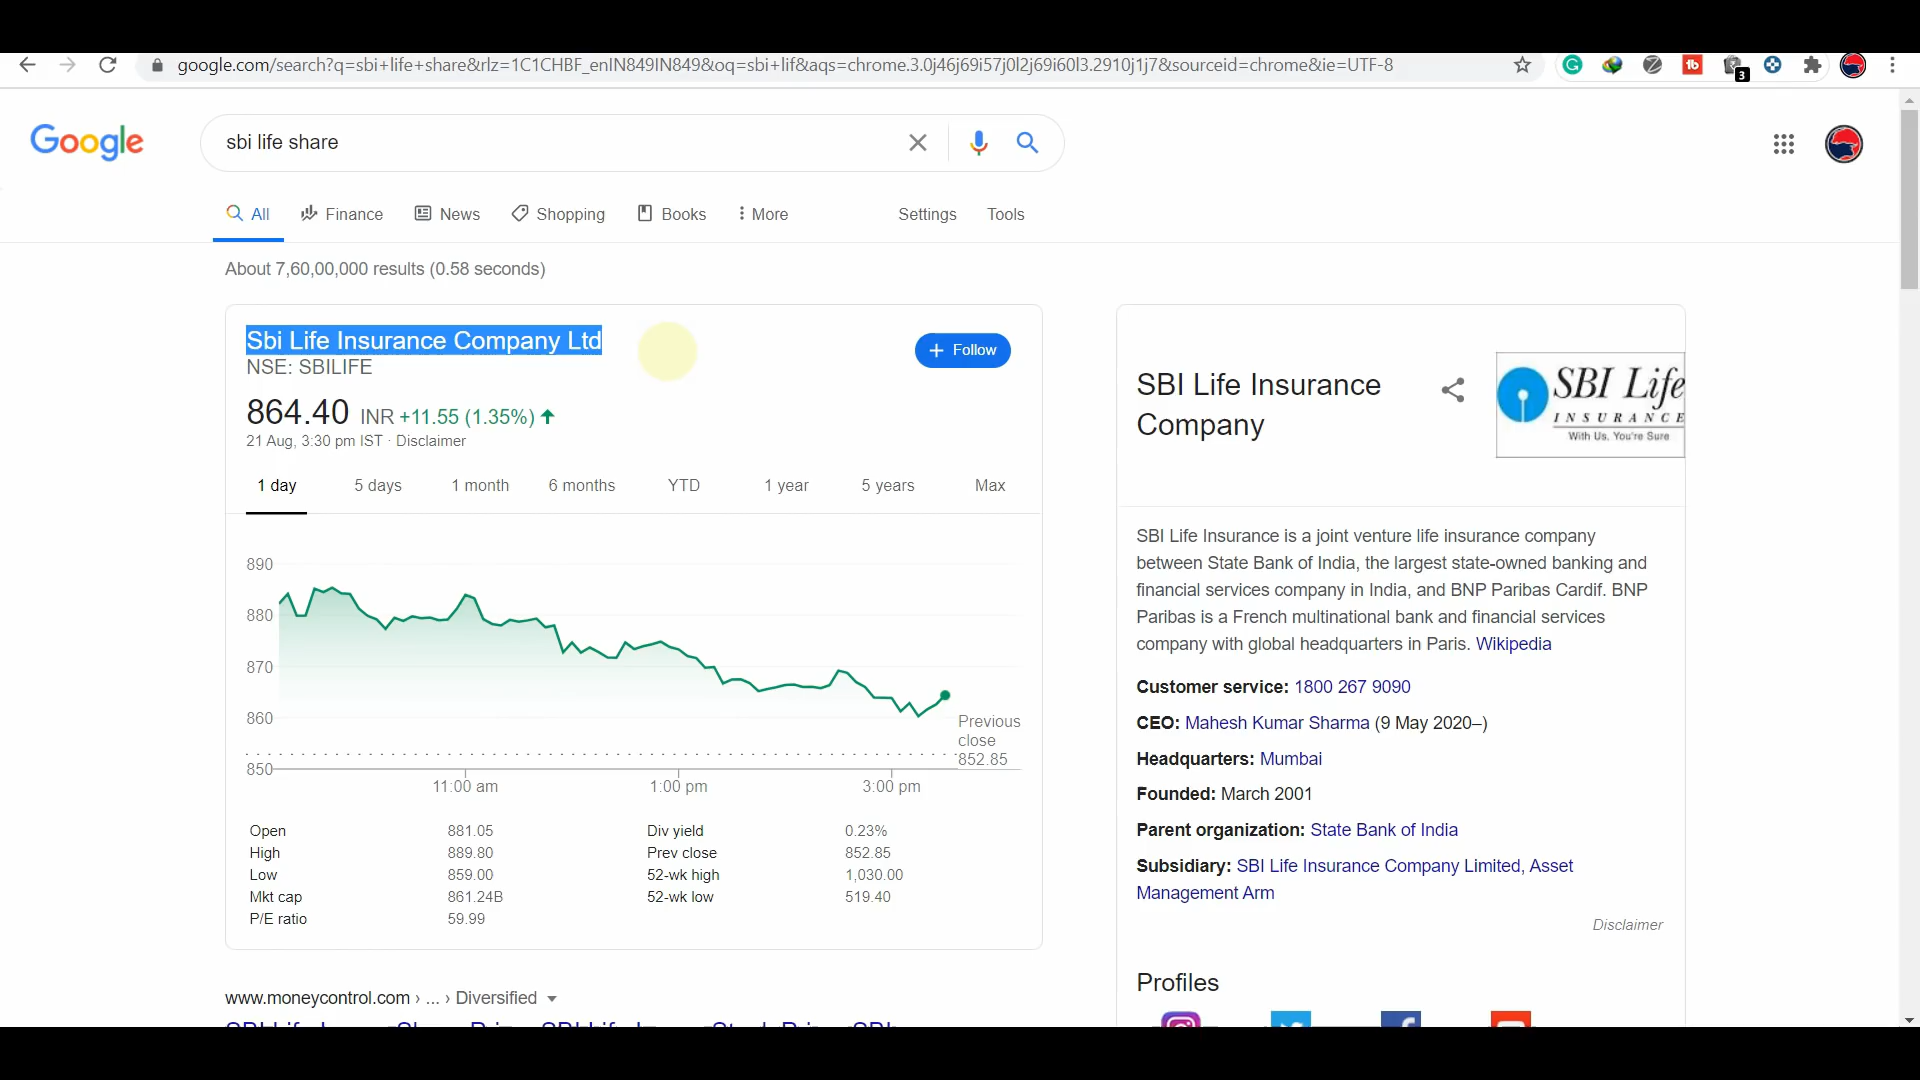 google.com/search?q=sbi+life+share&rlz=1C1CHBF_enIN849IN849&oq=sbi+lif&aqs=chrome.3.0j46j69i57j0l2j69i60l3.2910j1j7&sourceid=chrome&ie=UTF-8
3
Google
sbi life share
All
Finance
News
Shopping
Books
More
Settings
Tools
About 7,60,00,000 results (0.58 seconds)
Sbi Life Insurance Company Ltd
NSE: SBILIFE
+ Follow
864.40 INR +11.55 (1.35%)
21 Aug, 3:30 pm IST · Disclaimer
1 day
5 days
1 month
6 months
YTD
1 year
5 years
Max
890
880
870
860
850
Previous
close
852.85
11:00 am
1:00 pm
3:00 pm
Open 881.05
High 889.80
Low 859.00
Mkt cap 861.24B
P/E ratio 59.99
Div yield 0.23%
Prev close 852.85
52-wk high 1,030.00
52-wk low 519.40
www.moneycontrol.com › ... › Diversified
SBI Life Insurance
Company
SBI Life
INSURANCE
With Us, You're Sure
SBI Life Insurance is a joint venture life insurance company
between State Bank of India, the largest state-owned banking and
financial services company in India, and BNP Paribas Cardif. BNP
Paribas is a French multinational bank and financial services
company with global headquarters in Paris. Wikipedia
Customer service: 1800 267 9090
CEO: Mahesh Kumar Sharma (9 May 2020–)
Headquarters: Mumbai
Founded: March 2001
Parent organization: State Bank of India
Subsidiary: SBI Life Insurance Company Limited, Asset
Management Arm
Disclaimer
Profiles